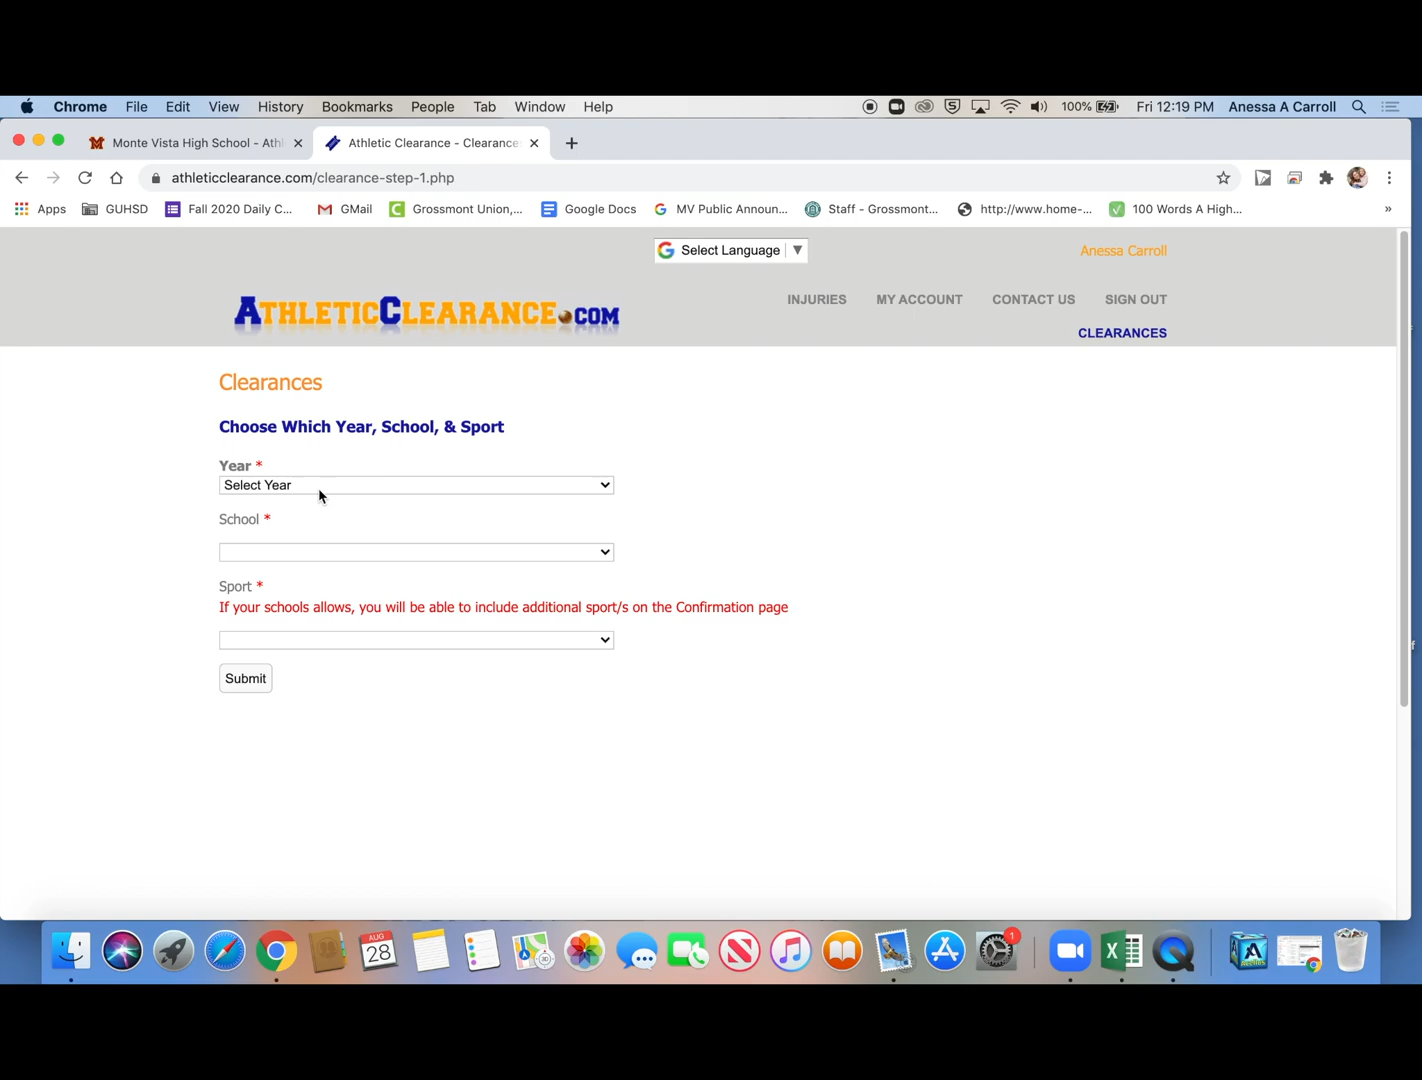 Chrome File Edit View History Bookmarks People Tab Window Help 100% Fri 12:19 PM Anessa A Carroll
Monte Vista High School - Ath Athletic Clearance - Clearance
athleticclearance.com/clearance-step-1.php
Apps GUHSD Fall 2020 Daily C... GMail Grossmont Union,... Google Docs MV Public Announ... Staff - Grossmont... http://www.home-... 100 Words A High... »
Select Language ▼ Anessa Carroll
ATHLETICCLEARANCE.COM INJURIES MY ACCOUNT CONTACT US SIGN OUT
CLEARANCES
Clearances
Choose Which Year, School, & Sport
Year *
Select Year
School *
Sport *
If your schools allows, you will be able to include additional sport/s on the Confirmation page
Submit
AUG
28
3D
1